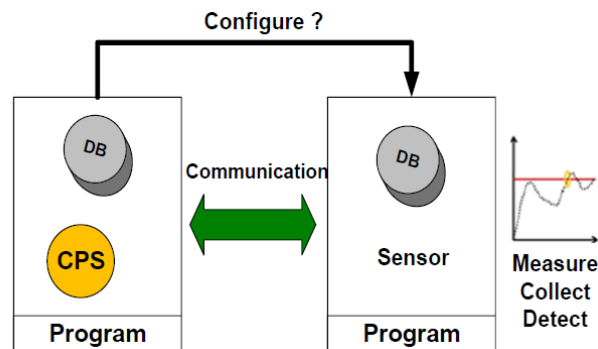 Configure ?
DB
CPS
Program
Communication
DB
Sensor
Program
Measure
Collect
Detect